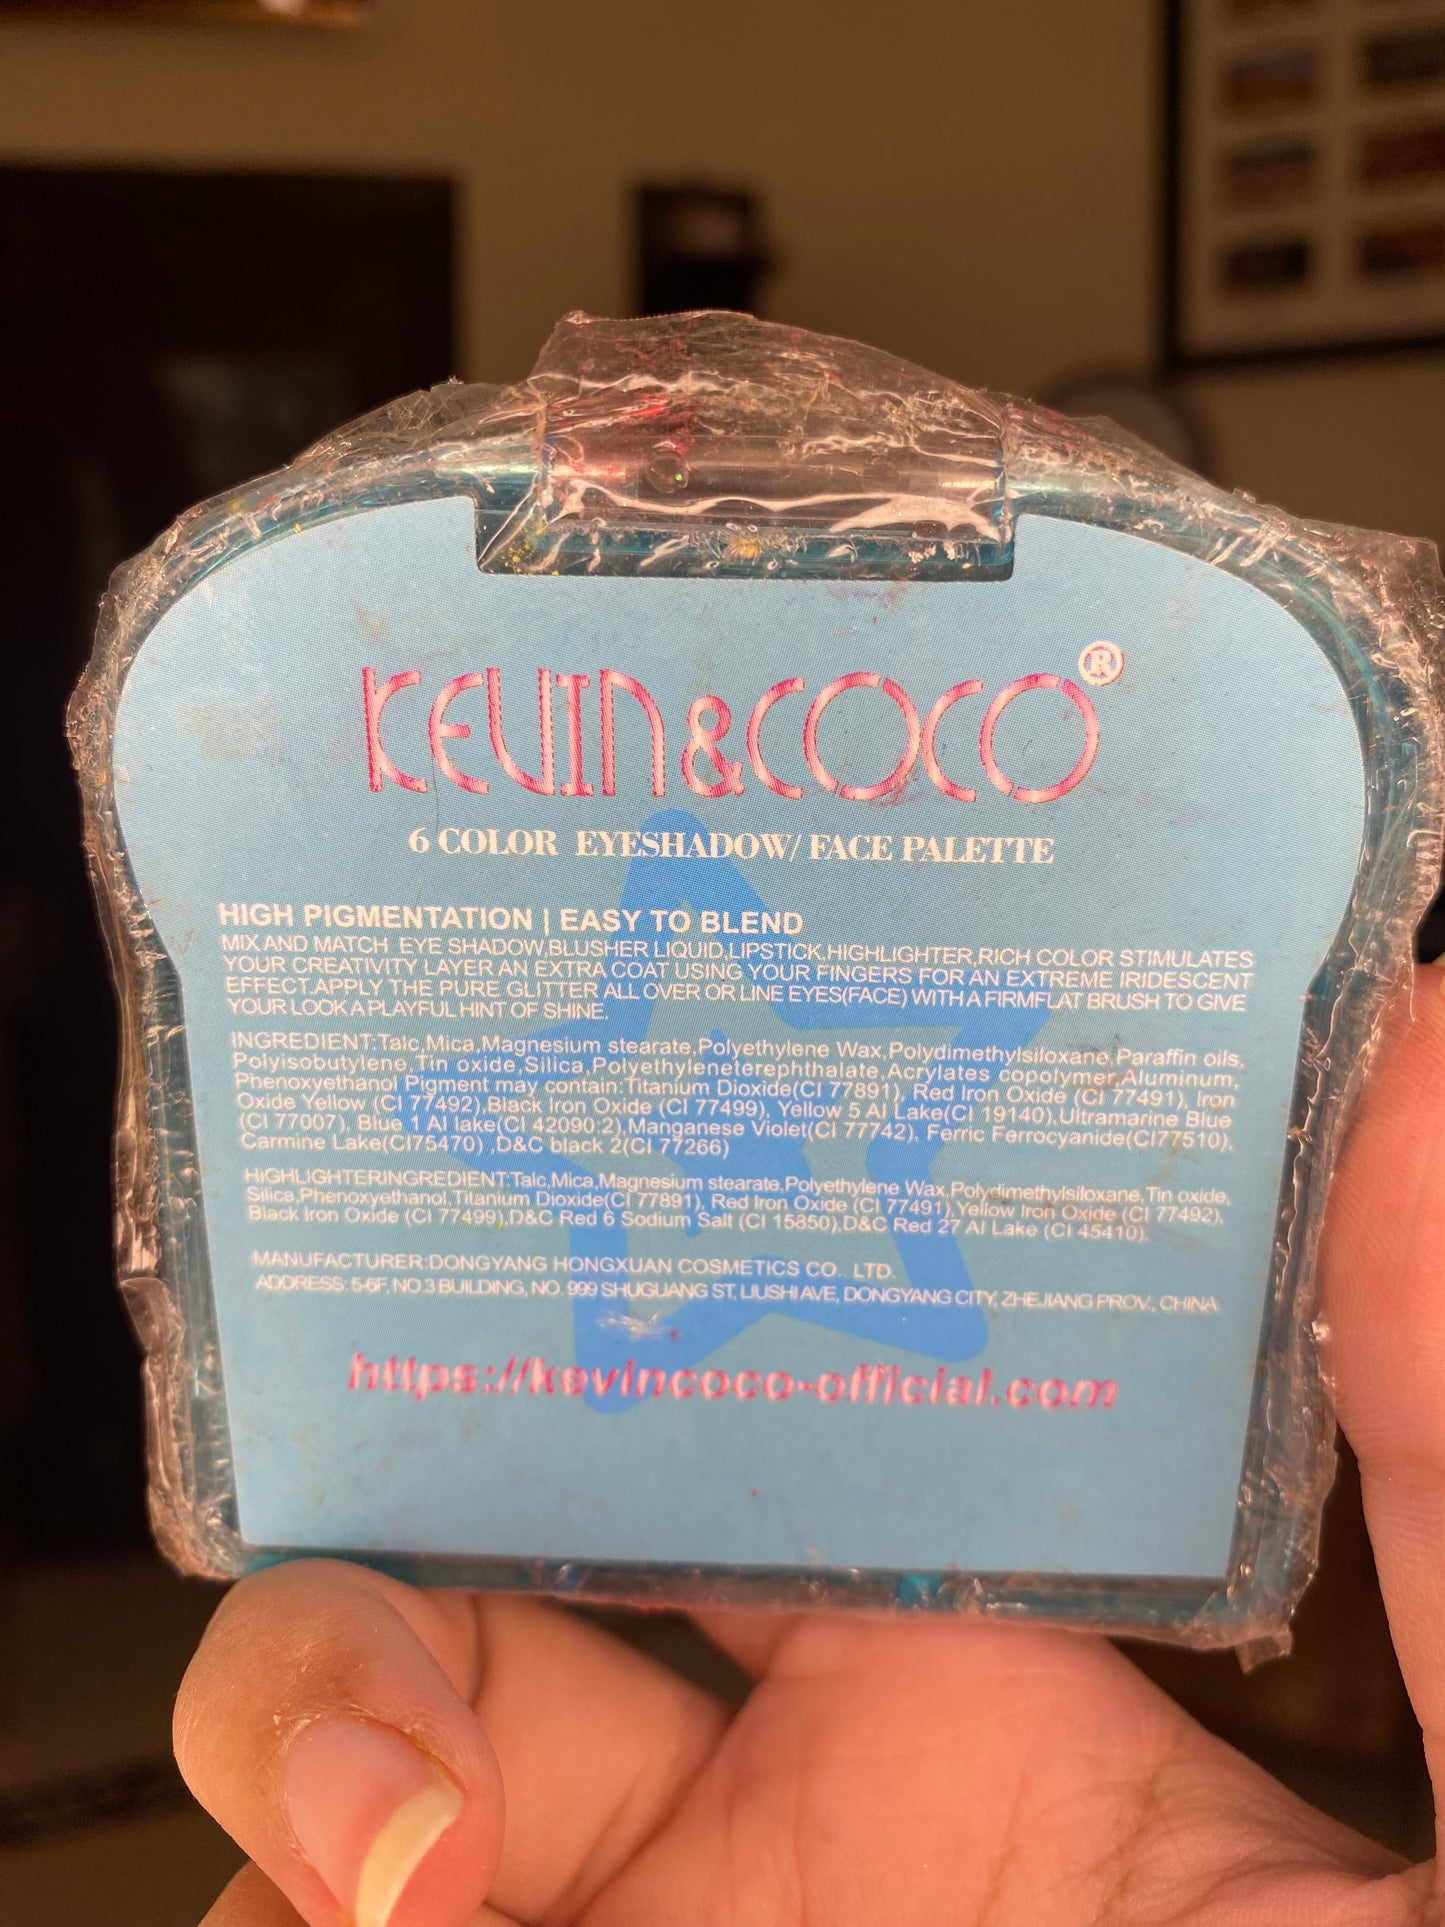 KEVIN&COCO®
6 COLOR EYESHADOW/ FACE PALETTE
HIGH PIGMENTATION | EASY TO BLEND
MIX AND MATCH EYE SHADOW,BLUSHER LIQUID,LIPSTICK,HIGHLIGHTER,RICH COLOR STIMULATES
YOUR CREATIVITY LAYER AN EXTRA COAT USING YOUR FINGERS FOR AN EXTREME IRIDESCENT
EFFECT.APPLY THE PURE GLITTER ALL OVER OR LINE EYES(FACE) WITH A FIRMFLAT BRUSH TO GIVE
YOUR LOOK A PLAYFUL HINT OF SHINE.
INGREDIENT:Talc,Mica,Magnesium stearate,Polyethylene Wax,Polydimethylsiloxane,Paraffin oils,
Polyisobutylene,Tin oxide,Silica,Polyethyleneterephthalate,Acrylates copolymer,Aluminum,
Phenoxyethanol Pigment may contain:Titanium Dioxide(CI 77891), Red Iron Oxide (CI 77491), Iron
Oxide Yellow (CI 77492),Black Iron Oxide (CI 77499), Yellow 5 Al Lake(CI 19140),Ultramarine Blue
(CI 77007), Blue 1 Al lake(CI 42090:2),Manganese Violet(CI 77742), Ferric Ferrocyanide(CI77510),
Carmine Lake(CI75470) ,D&C black 2(CI 77266)
HiGHLIGHTERINGREDIENT:Talc,Mica,Magnesium stearate,Polyethylene Wax,Polydimethylsiloxane,Tin oxide,
Silica,Phenoxyethanol,Titanium Dioxide(CI 77891), Red Iron Oxide (CI 77491),Yellow Iron Oxide (CI 77492),
Black Iron Oxide (CI 77499),D&C Red 6 Sodium Salt (CI 15850),D&C Red 27 Al Lake (CI 45410).
MANUFACTURER:DONGYANG HONGXUAN COSMETICS CO., LTD.
ADDRESS: 5-6F, NO.3 BUILDING, NO. 999 SHUGUANG ST, LIUSHI AVE, DONGYANG CITY, ZHEJIANG PROV., CHINA
https://kevincoco-official.com